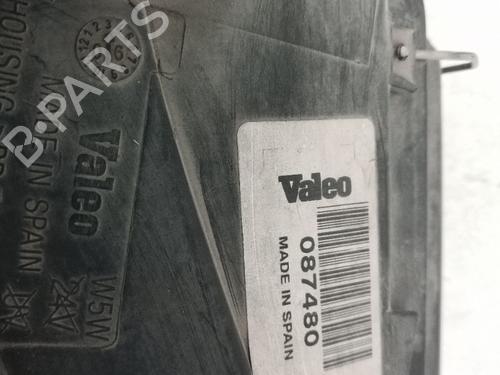 Valeo
087480
MADE IN SPAIN
HOUSING
MADE IN SPAIN
Valeo
W5W
24V
B-PARTS